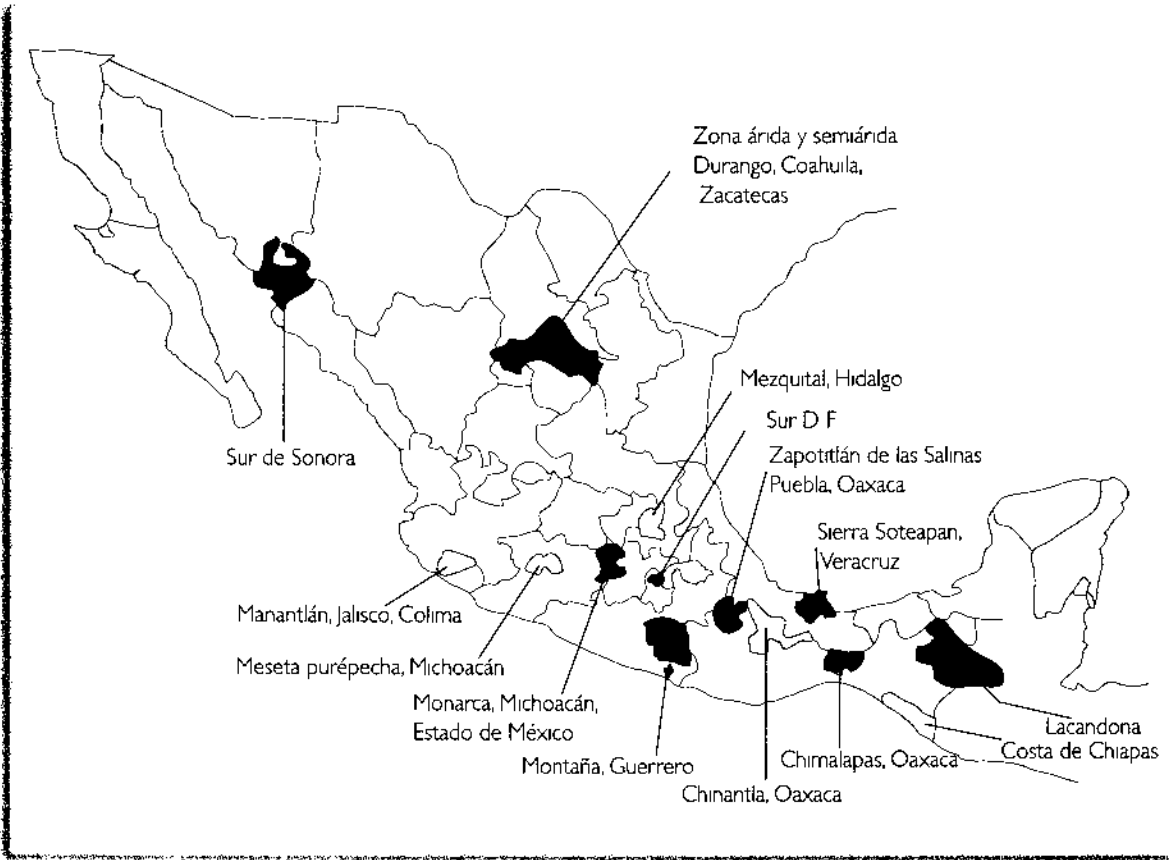 Zona árida y semiárida
Durango, Coahuila,
Zacatecas
Mezquital, Hidalgo
Sur D F
Zapotitlán de las Salinas
Puebla, Oaxaca
Sur de Sonora
Sierra Soteapan,
Veracruz
Manantlán, Jalisco, Colima
Meseta purépecha, Michoacán
Monarca, Michoacán,
Estado de México
Montaña, Guerrero
Chinantla, Oaxaca
Chimalapas, Oaxaca
Lacandona
Costa de Chiapas